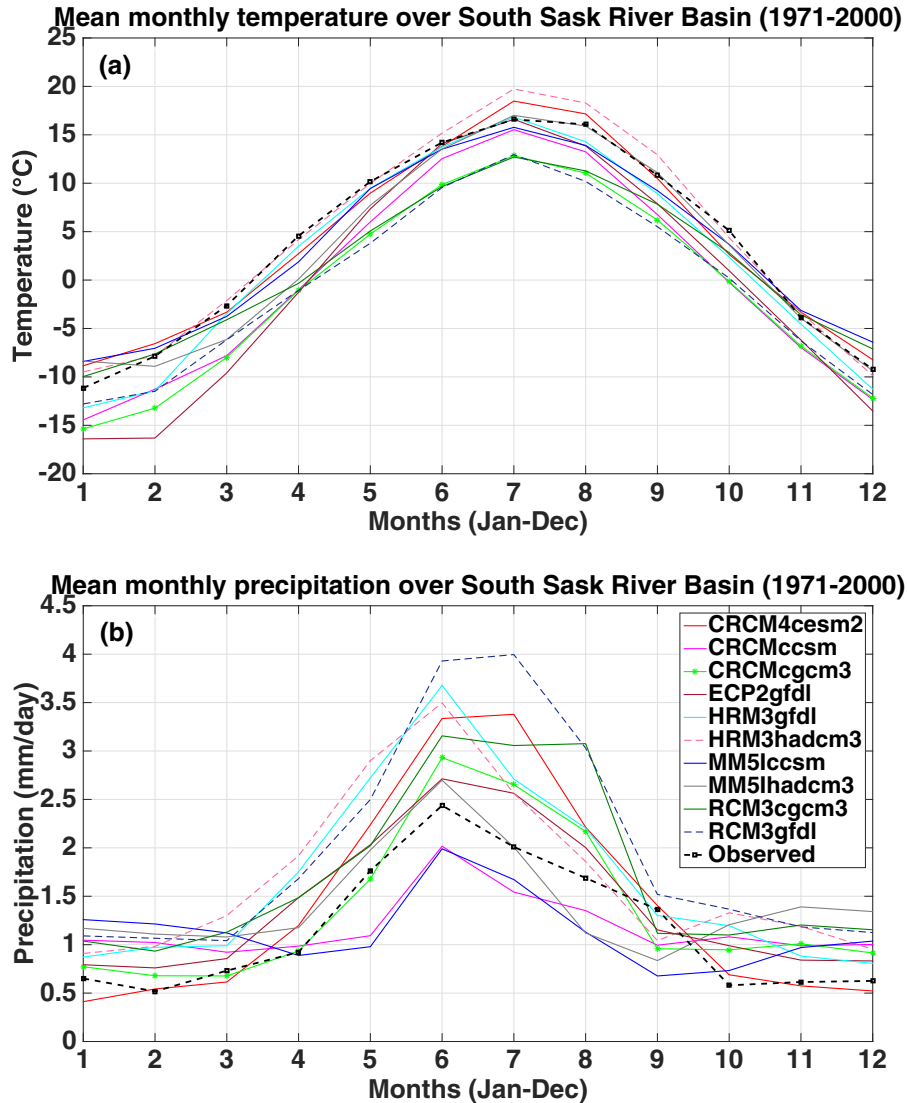 Mean monthly temperature over South Sask River Basin (1971-2000)
(a)
25
20
15
10
5
0
-5
-10
-15
-20
Temperature (°C)
1 2 3 4 5 6 7 8 9 10 11 12
Months (Jan-Dec)
Mean monthly precipitation over South Sask River Basin (1971-2000)
(b)
4.5
4
3.5
3
2.5
2
1.5
1
0.5
0
Precipitation (mm/day)
CRCM4cesm2
CRCMccsm
CRCMcgcm3
ECP2gfdl
HRM3gfdl
HRM3hadcm3
MM5Iccsm
MM5Ihadcm3
RCM3cgcm3
RCM3gfdl
Observed
1 2 3 4 5 6 7 8 9 10 11 12
Months (Jan-Dec)